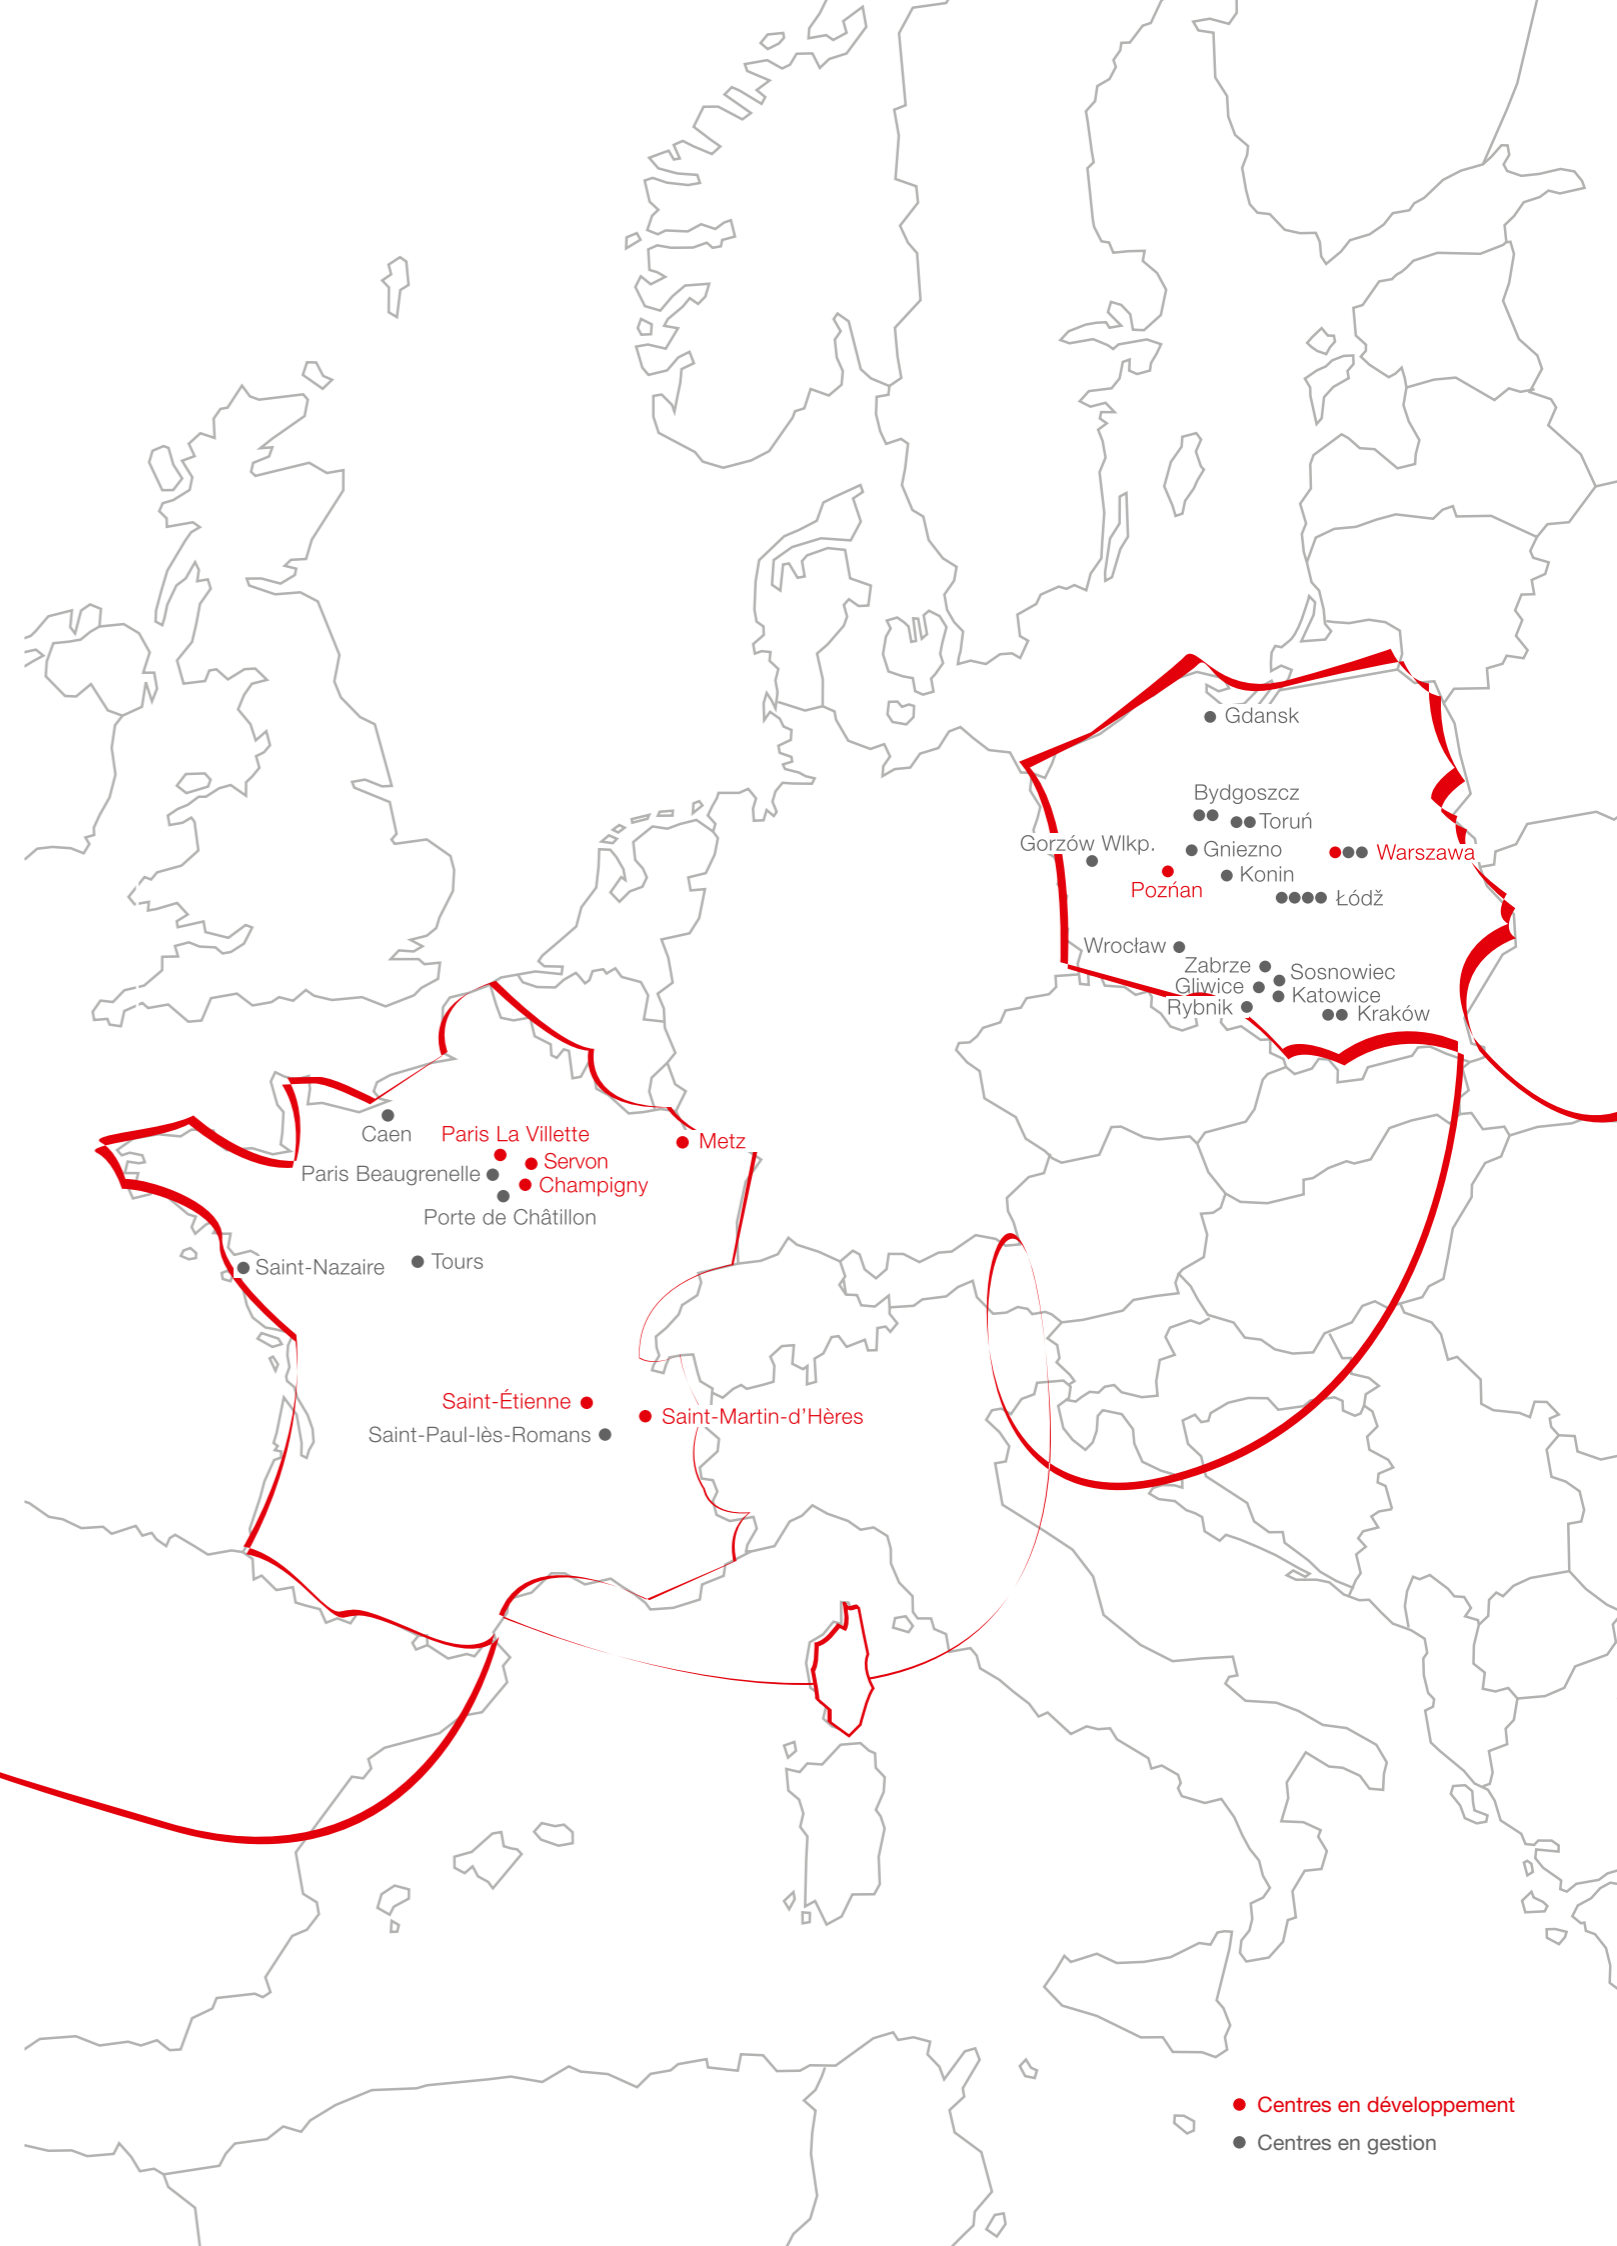 Gdansk
Bydgoszcz
Toruń
Gorzów Wlkp.
Gniezno
Warszawa
Konin
Pozńan
Łódž
Wrocław
Zabrze
Sosnowiec
Gliwice
Katowice
Rybnik
Kraków
Caen
Paris La Villette
Metz
Servon
Paris Beaugrenelle
Champigny
Porte de Châtillon
Saint-Nazaire
Tours
Saint-Étienne
Saint-Martin-d’Hères
Saint-Paul-lès-Romans
Centres en développement
Centres en gestion